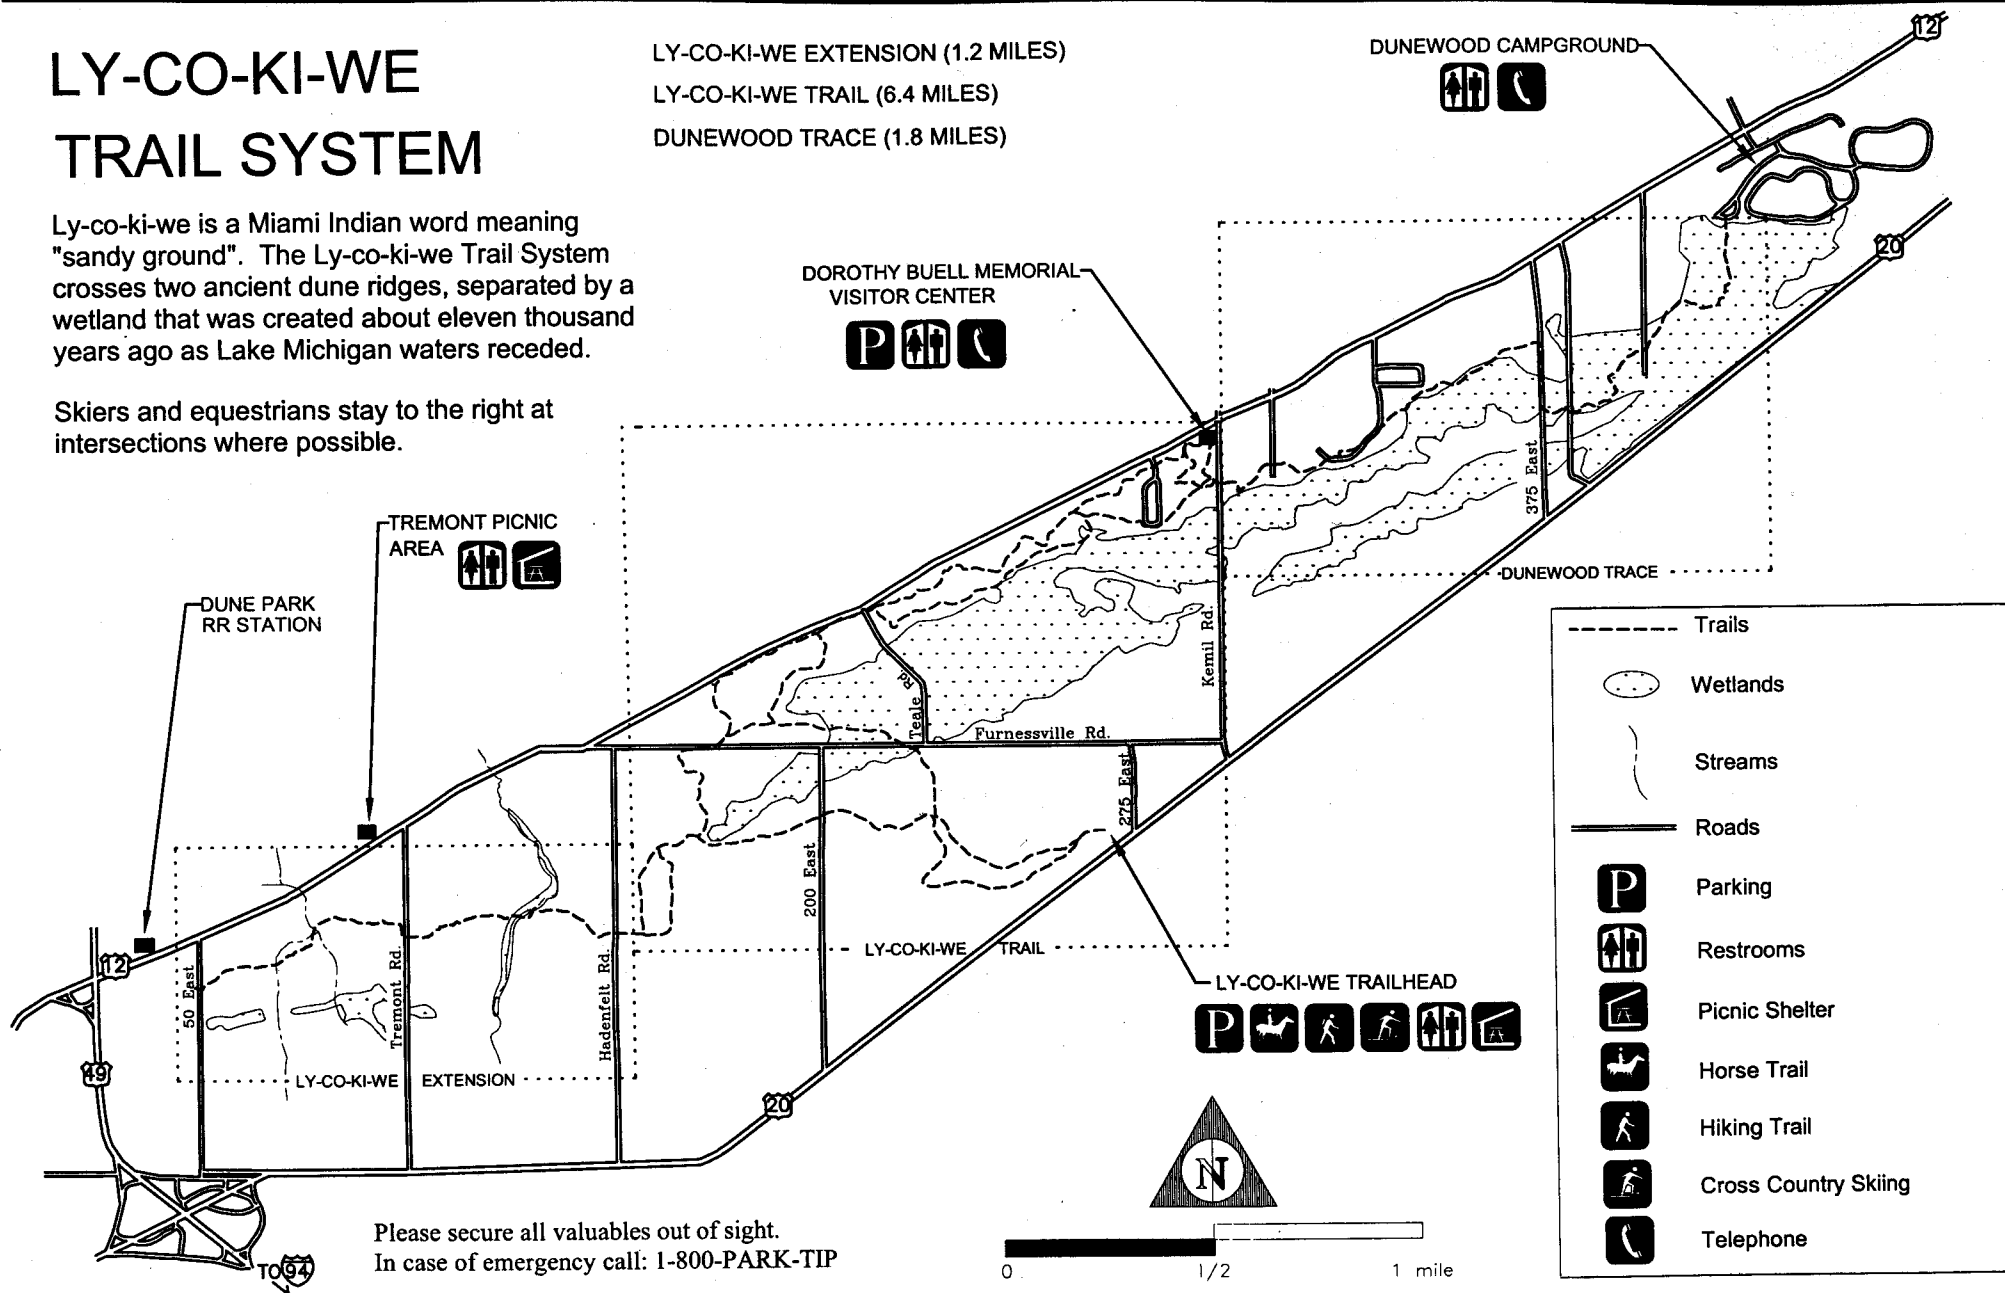 LY-CO-KI-WE
TRAIL SYSTEM
Ly-co-ki-we is a Miami Indian word meaning
"sandy ground". The Ly-co-ki-we Trail System
crosses two ancient dune ridges, separated by a
wetland that was created about eleven thousand
years ago as Lake Michigan waters receded.
Skiers and equestrians stay to the right at
intersections where possible.
LY-CO-KI-WE EXTENSION (1.2 MILES)
LY-CO-KI-WE TRAIL (6.4 MILES)
DUNEWOOD TRACE (1.8 MILES)
DUNEWOOD CAMPGROUND
12
20
DOROTHY BUELL MEMORIAL
VISITOR CENTER
P
TREMONT PICNIC
AREA
DUNE PARK
RR STATION
375 East
DUNEWOOD TRACE
Kemil Rd.
Teale Rd
Furnessville Rd.
275 East
200 East
LY-CO-KI-WE TRAIL
12
50 East
Tremont Rd.
Hadenfelt Rd.
LY-CO-KI-WE EXTENSION
49
20
LY-CO-KI-WE TRAILHEAD
P
N
0 1/2 1 mile
TO 94
Please secure all valuables out of sight.
In case of emergency call: 1-800-PARK-TIP
Trails
Wetlands
Streams
Roads
P Parking
Restrooms
Picnic Shelter
Horse Trail
Hiking Trail
Cross Country Skiing
Telephone